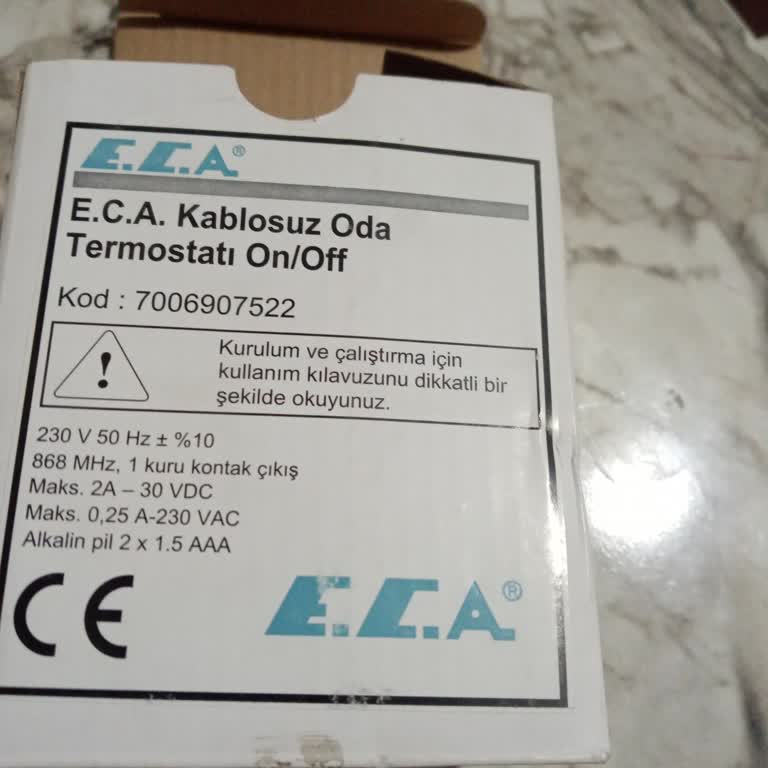 E.C.A.®
E.C.A. Kablosuz Oda
Termostatı On/Off
Kod : 7006907522
!
Kurulum ve çalıştırma için
kullanım kılavuzunu dikkatli bir
şekilde okuyunuz.
230 V 50 Hz ± %10
868 MHz, 1 kuru kontak çıkış
Maks. 2A – 30 VDC
Maks. 0,25 A-230 VAC
Alkalin pil 2 x 1.5 AAA
CE
E.C.A.®